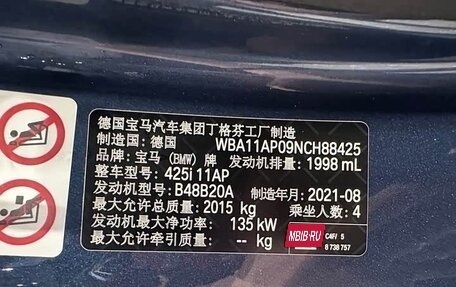 德国宝马汽车集团丁格芬工厂制造
制造国: 德国 WBA11AP09NCH88425
品牌: 宝马 (BMW) 牌 发动机排量: 1998 mL
整车型号: 425i 11AP
发动机型号: B48B20A 制造年月: 2021-08
最大允许总质量: 2015 kg 乘坐人数: 4
发动机最大净功率: 135 kW
最大允许牵引质量: -- kg
MBIB.RU
C4F/ 5
8 738 757